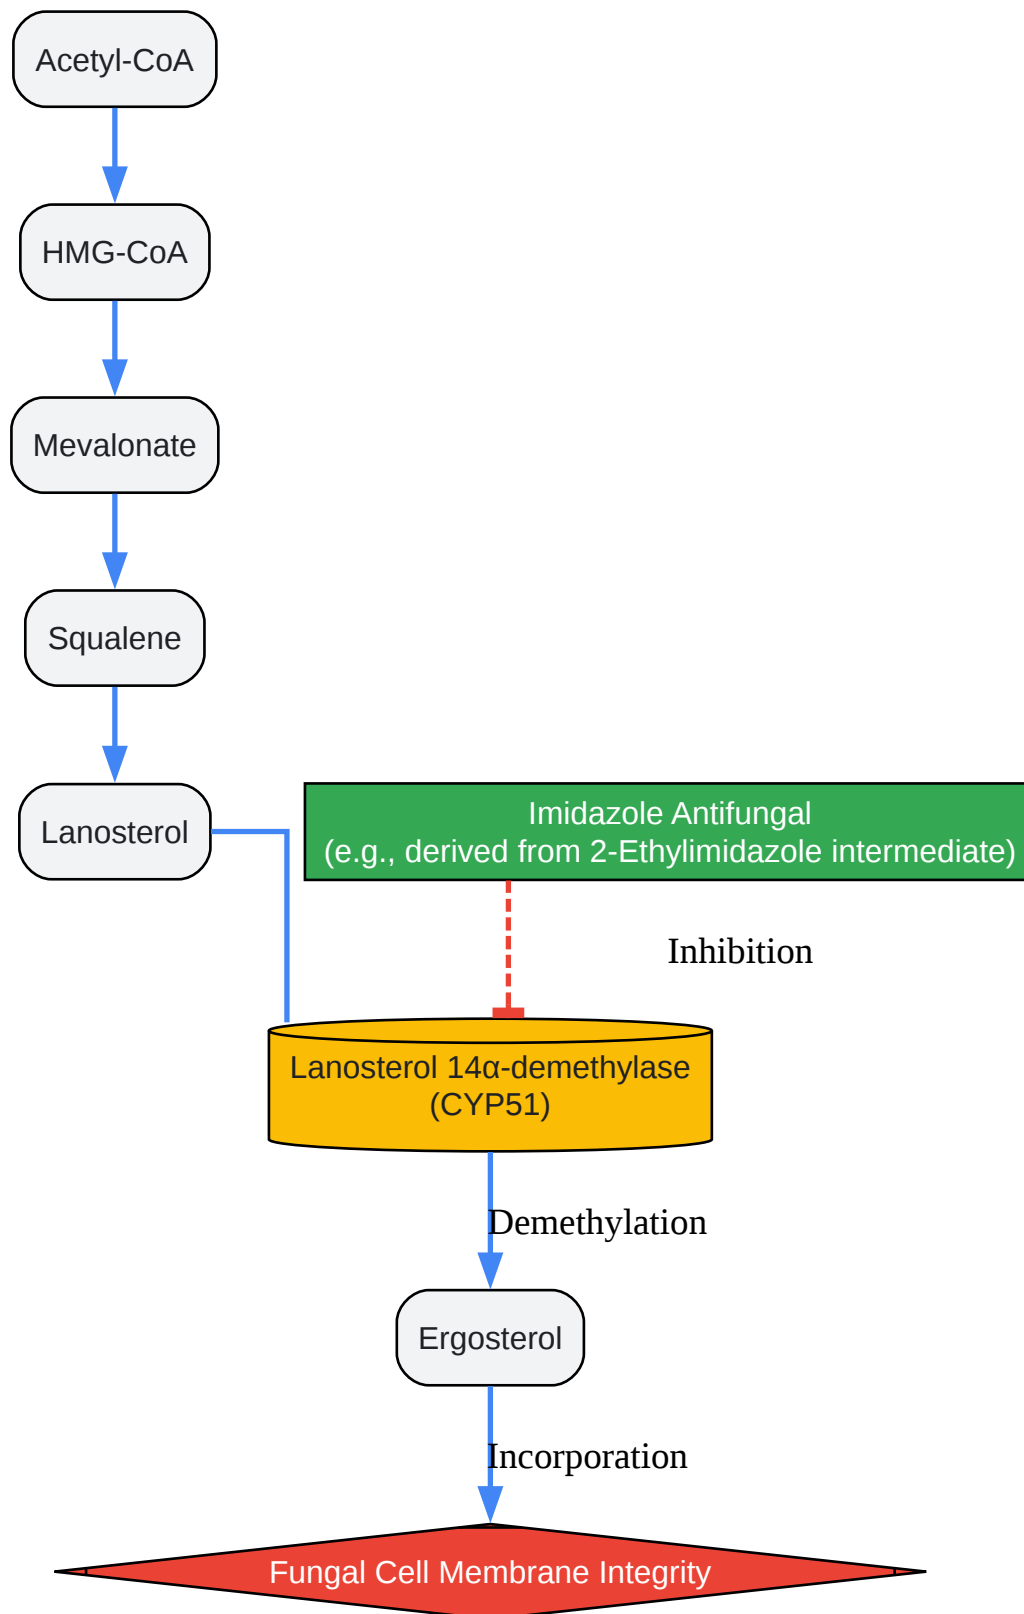 Acetyl-CoA
HMG-CoA
Mevalonate
Squalene
Lanosterol
Imidazole Antifungal
(e.g., derived from 2-Ethylimidazole intermediate)
Inhibition
Lanosterol 14α-demethylase
(CYP51)
Demethylation
Ergosterol
Incorporation
Fungal Cell Membrane Integrity